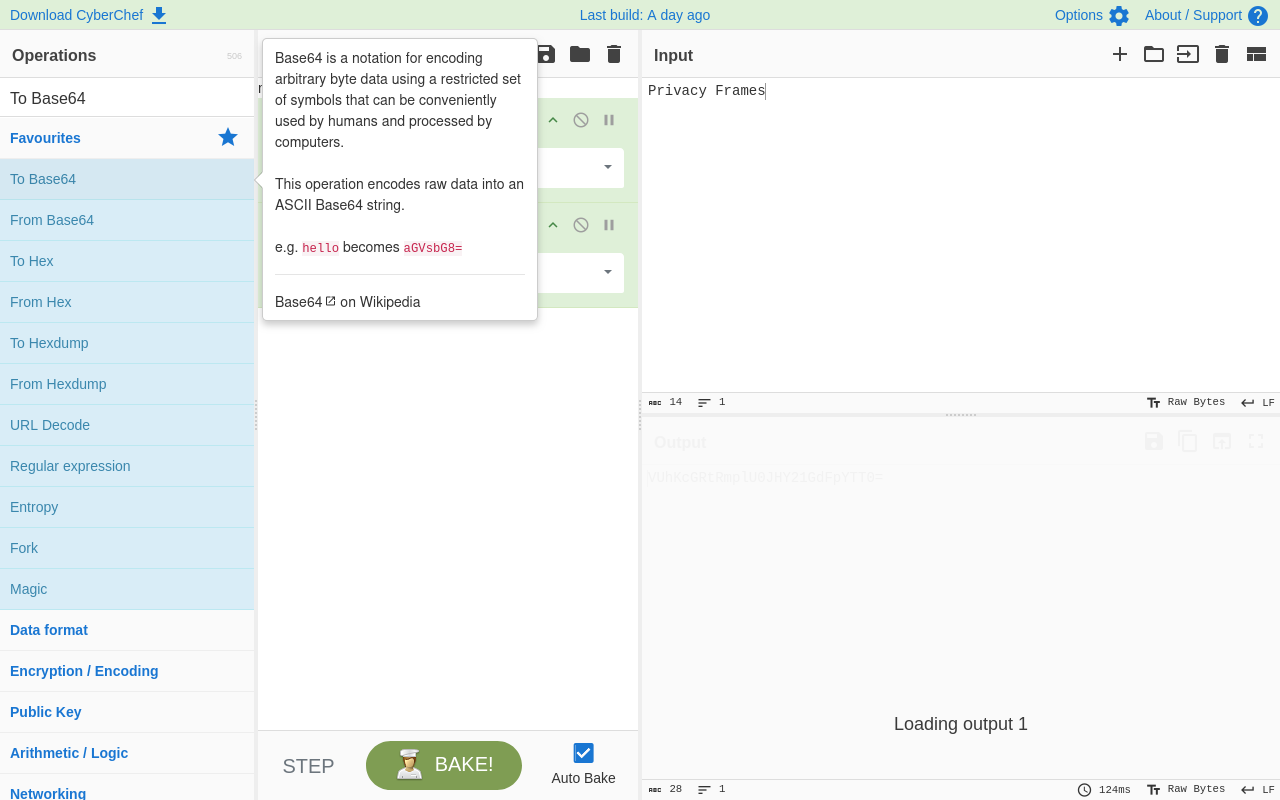 Download CyberChef
Last build: A day ago
Options
About / Support
Operations
506
To Base64
Favourites
To Base64
From Base64
To Hex
From Hex
To Hexdump
From Hexdump
URL Decode
Regular expression
Entropy
Fork
Magic
Data format
Encryption / Encoding
Public Key
Arithmetic / Logic
Networking
Base64 is a notation for encoding
arbitrary byte data using a restricted set
of symbols that can be conveniently
used by humans and processed by
computers.
This operation encodes raw data into an
ASCII Base64 string.
e.g. hello becomes aGVsbG8=
Base64 on Wikipedia
STEP
BAKE!
Auto Bake
Input
Privacy Frames
ABC 14 1
Raw Bytes LF
Output
Loading output 1
ABC 28 1
124ms Raw Bytes LF